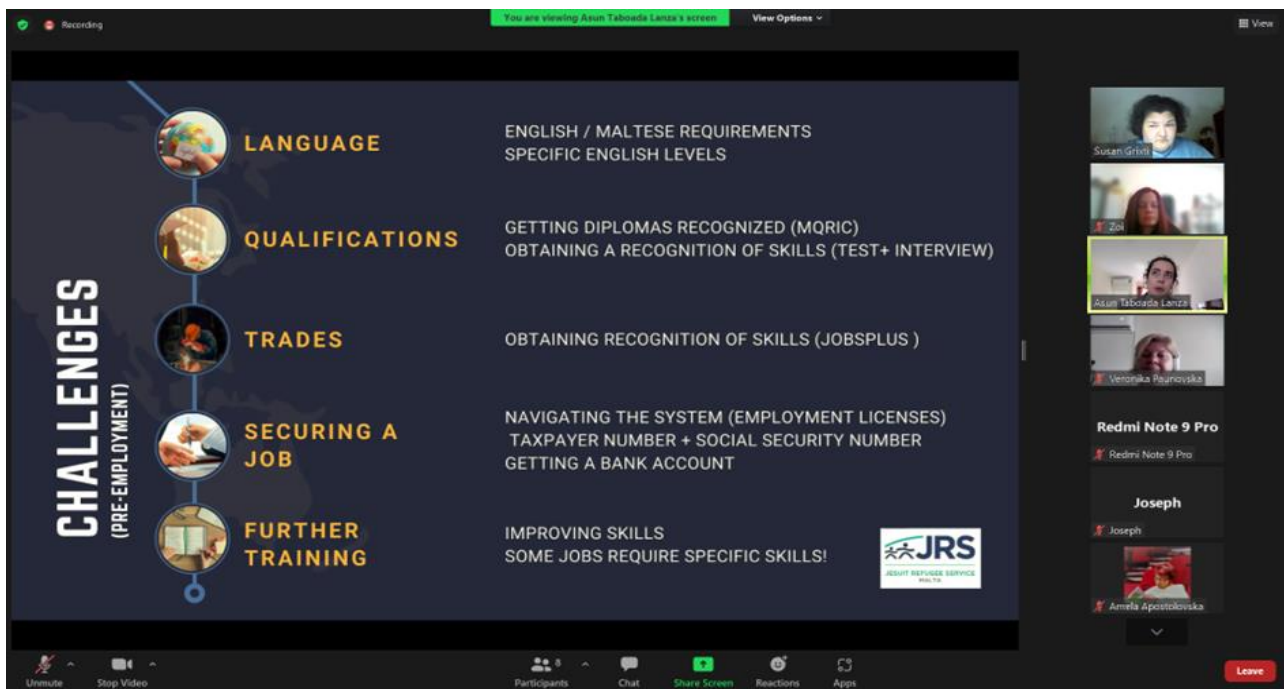 Recording
You are viewing Asun Taboada Lanza's screen
View Options
View
CHALLENGES
(PRE-EMPLOYMENT)
LANGUAGE
ENGLISH / MALTESE REQUIREMENTS
SPECIFIC ENGLISH LEVELS
QUALIFICATIONS
GETTING DIPLOMAS RECOGNIZED (MQRIC)
OBTAINING A RECOGNITION OF SKILLS (TEST+ INTERVIEW)
TRADES
OBTAINING RECOGNITION OF SKILLS (JOBSPLUS )
SECURING A
JOB
NAVIGATING THE SYSTEM (EMPLOYMENT LICENSES)
TAXPAYER NUMBER + SOCIAL SECURITY NUMBER
GETTING A BANK ACCOUNT
FURTHER
TRAINING
IMPROVING SKILLS
SOME JOBS REQUIRE SPECIFIC SKILLS!
JRS
JESUIT REFUGEE SERVICE
MALTA
Susan Grivti
Zoi
Asun Taboada Lanza
Veronika Paunovska
Redmi Note 9 Pro
Redmi Note 9 Pro
Joseph
Joseph
Amela Apostolovska
Unmute
Stop Video
Participants
8
Chat
Share Screen
Reactions
Apps
Leave